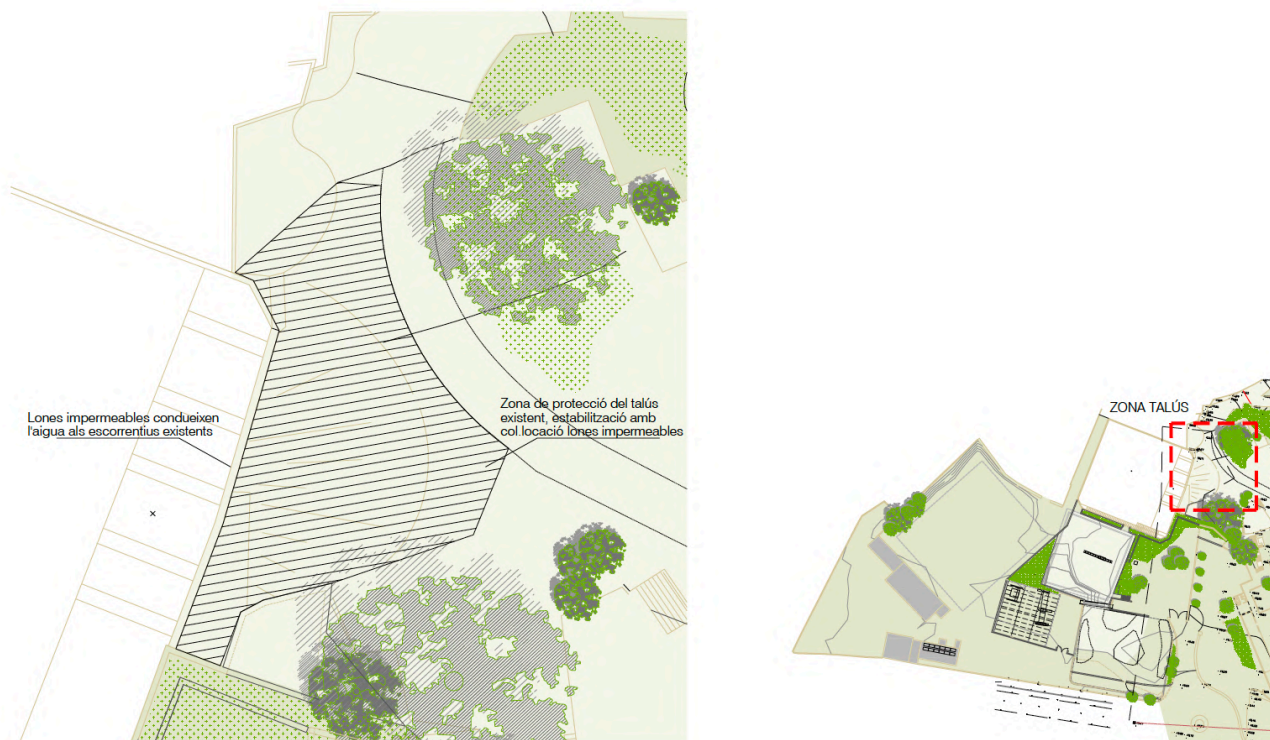 Lones impermeables condueixen
l'aigua als escorrentius existents
Zona de protecció del talús
existent, estabilització amb
col.locació lones impermeables
ZONA TALÚS